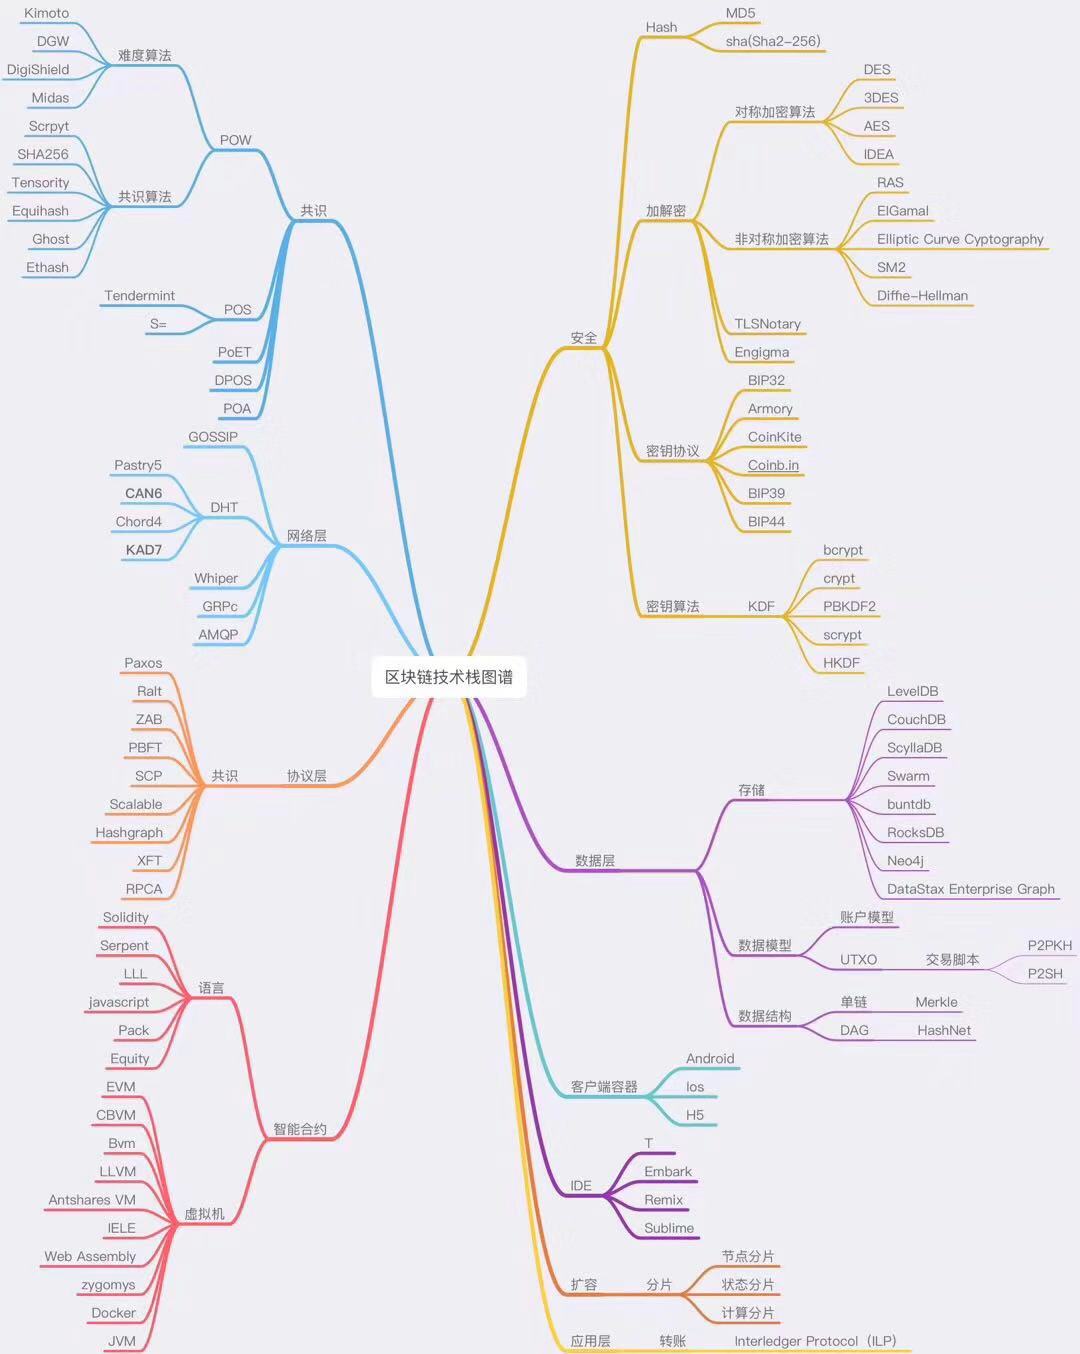 区块链技术栈图谱
共识
POW
难度算法
Kimoto
DGW
DigiShield
Midas
共识算法
Scrpyt
SHA256
Tensority
Equihash
Ghost
Ethash
POS
Tendermint
S=
PoET
DPOS
POA
网络层
GOSSIP
DHT
Pastry5
CAN6
Chord4
KAD7
Whiper
GRPc
AMQP
协议层
共识
Paxos
Ralt
ZAB
PBFT
SCP
Scalable
Hashgraph
XFT
RPCA
智能合约
语言
Solidity
Serpent
LLL
javascript
Pack
Equity
虚拟机
EVM
CBVM
Bvm
LLVM
Antshares VM
IELE
Web Assembly
zygomys
Docker
JVM
安全
Hash
MD5
sha(Sha2-256)
加解密
对称加密算法
DES
3DES
AES
IDEA
非对称加密算法
RAS
ElGamal
Elliptic Curve Cyptography
SM2
Diffie-Hellman
TLSNotary
Engigma
密钥协议
BIP32
Armory
CoinKite
Coinb.in
BIP39
BIP44
密钥算法
KDF
bcrypt
crypt
PBKDF2
scrypt
HKDF
数据层
存储
LevelDB
CouchDB
ScyllaDB
Swarm
buntdb
RocksDB
Neo4j
DataStax Enterprise Graph
数据模型
账户模型
UTXO
交易脚本
P2PKH
P2SH
数据结构
单链
Merkle
DAG
HashNet
客户端容器
Android
Ios
H5
IDE
T
Embark
Remix
Sublime
扩容
分片
节点分片
状态分片
计算分片
应用层
转账
Interledger Protocol（ILP）